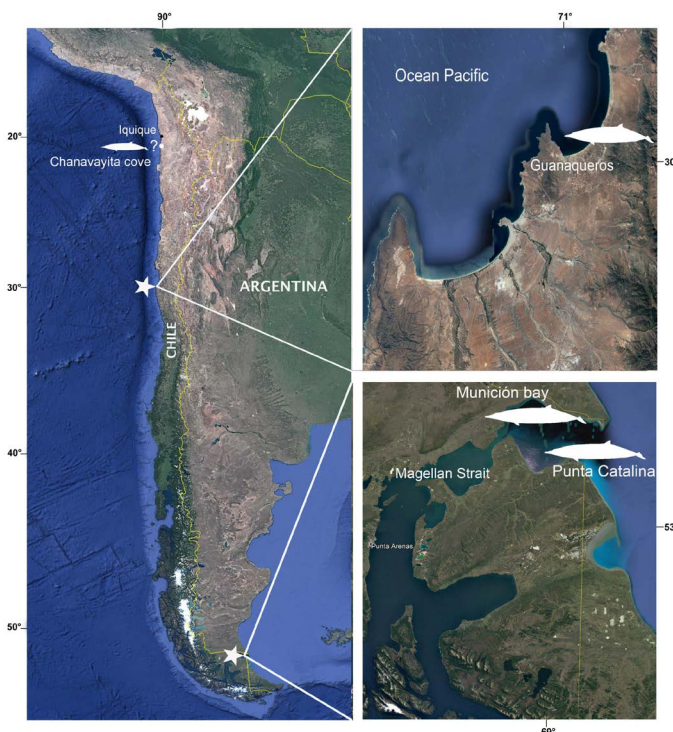 90°
71°
Ocean Pacific
20°
Iquique
?
Chanavayita cove
Guanaqueros
30
30°
ARGENTINA
CHILE
Munición bay
40°
Magellan Strait
Punta Catalina
Punta Arenas
53
50°
69°